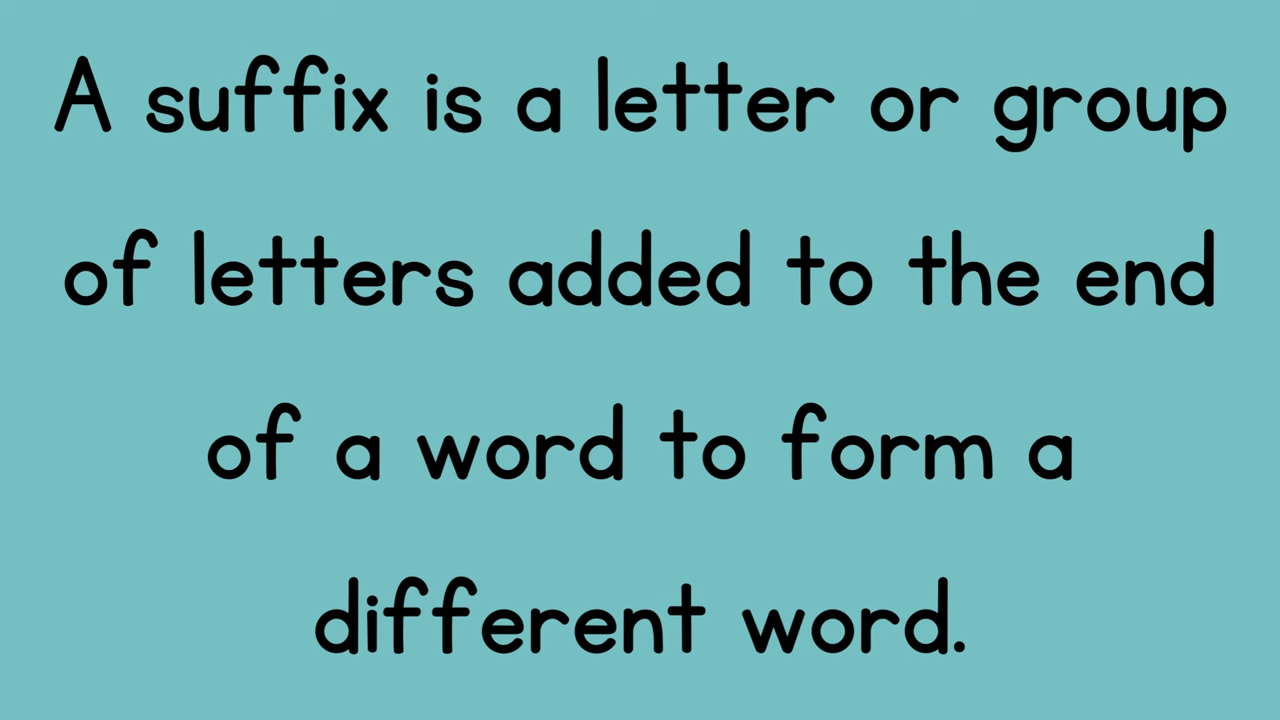 A suffix is a letter or group
of letters added to the end
of a word to form a
different word.